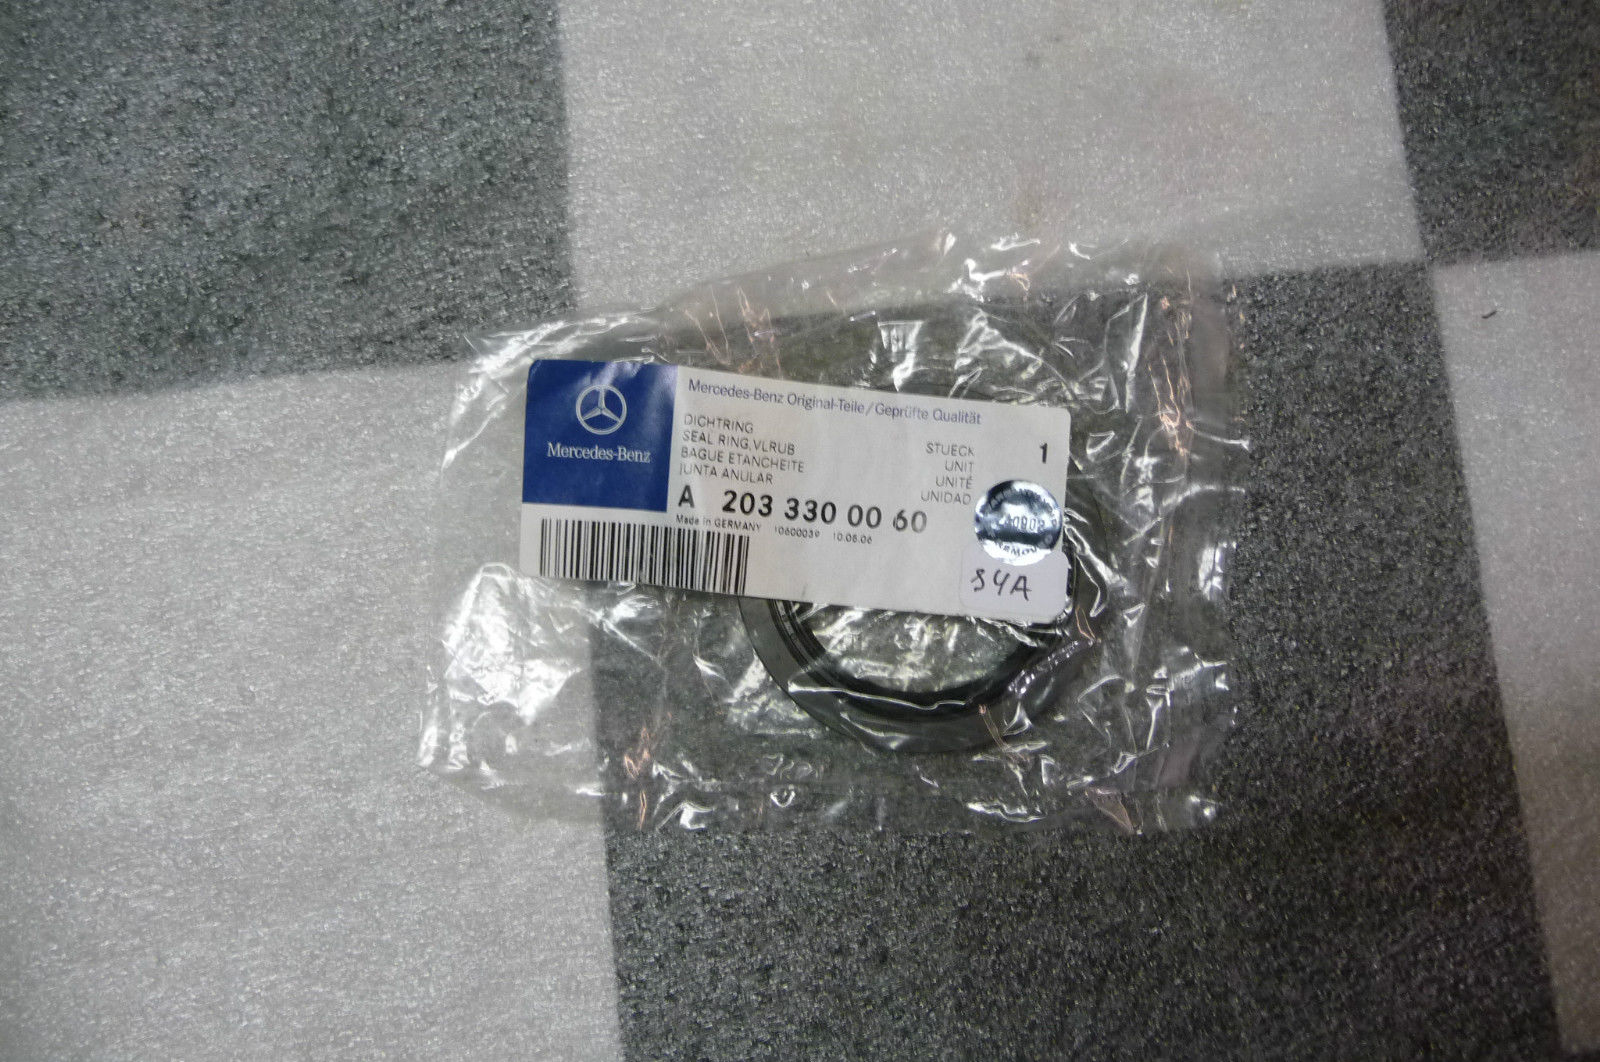 Mercedes-Benz
Mercedes-Benz Original-Teile/Geprüfte Qualität
DICHTRING
SEAL RING,VLRUB
BAGUE ETANCHEITE
JUNTA ANULAR
STUECK 1
UNIT
UNITÉ
UNIDAD
A 203 330 00 60
Made in GERMANY 10600039 10.08.06
S4A